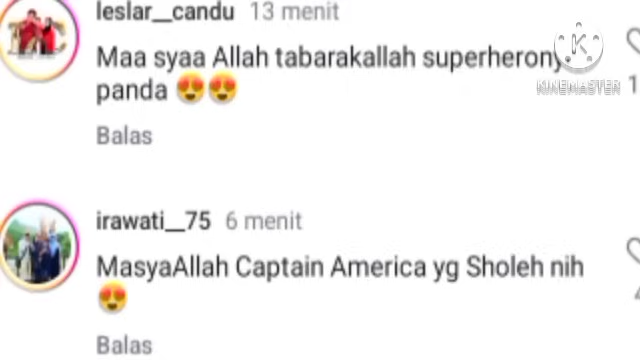 leslar__candu 13 menit
Maa syaa Allah tabarakallah
panda 😍😍
Balas
irawati__75 6 menit
MasyaAllah Captain America yg Sholeh nih
😍
Balas
KINEMASTER